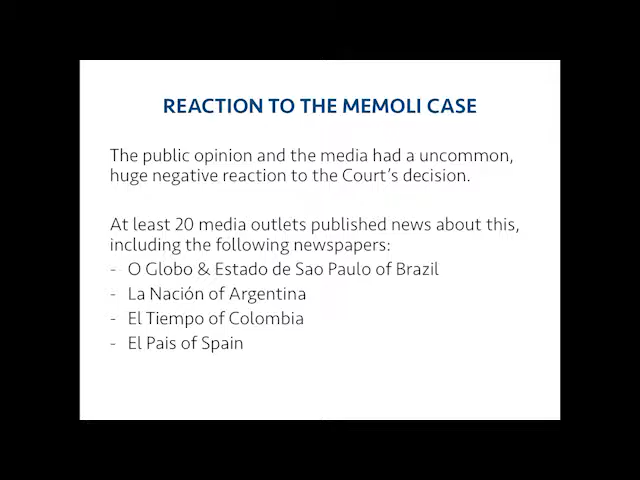 REACTION TO THE MEMOLI CASE
The public opinion and the media had a uncommon,
huge negative reaction to the Court's decision.
At least 20 media outlets published news about this,
including the following newspapers:
- O Globo & Estado de Sao Paulo of Brazil
- La Nación of Argentina
- El Tiempo of Colombia
- El Pais of Spain